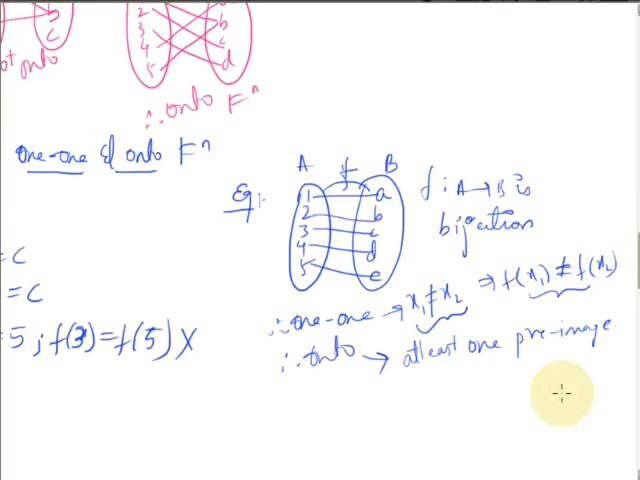 b
c
not onto
2
3
4
5
b
c
d
∴ onto Fⁿ
one-one & onto Fⁿ
Eg:-
A f B
1 a
2 b
3 c
4 d
5 e
f : A → B is
bijection
= c
= c
5 ; f(3) = f(5) X
∴ one-one → x₁ ≠ x₂ ⇒ f(x₁) ≠ f(x₂)
∴ onto → atleast one pre-image